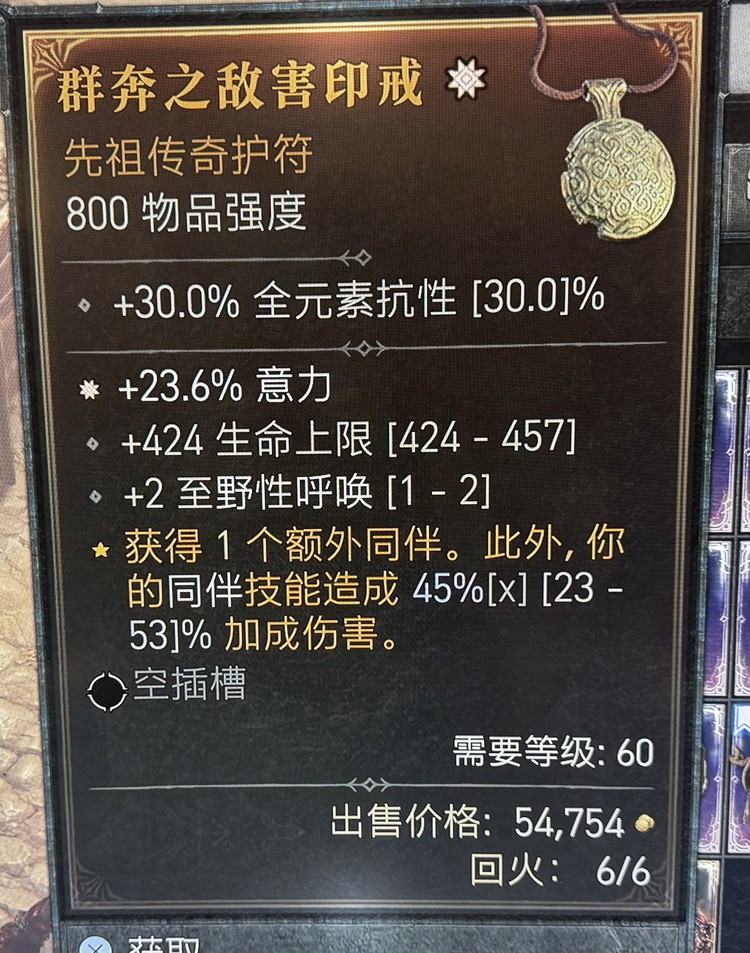 群奔之敌害印戒
先祖传奇护符
800 物品强度
+30.0% 全元素抗性 [30.0]%
+23.6% 意力
+424 生命上限 [424 - 457]
+2 至野性呼唤 [1 - 2]
获得 1 个额外同伴。此外, 你
的同伴技能造成 45%[x] [23 -
53]% 加成伤害。
空插槽
需要等级: 60
出售价格: 54,754
回火: 6/6
获取